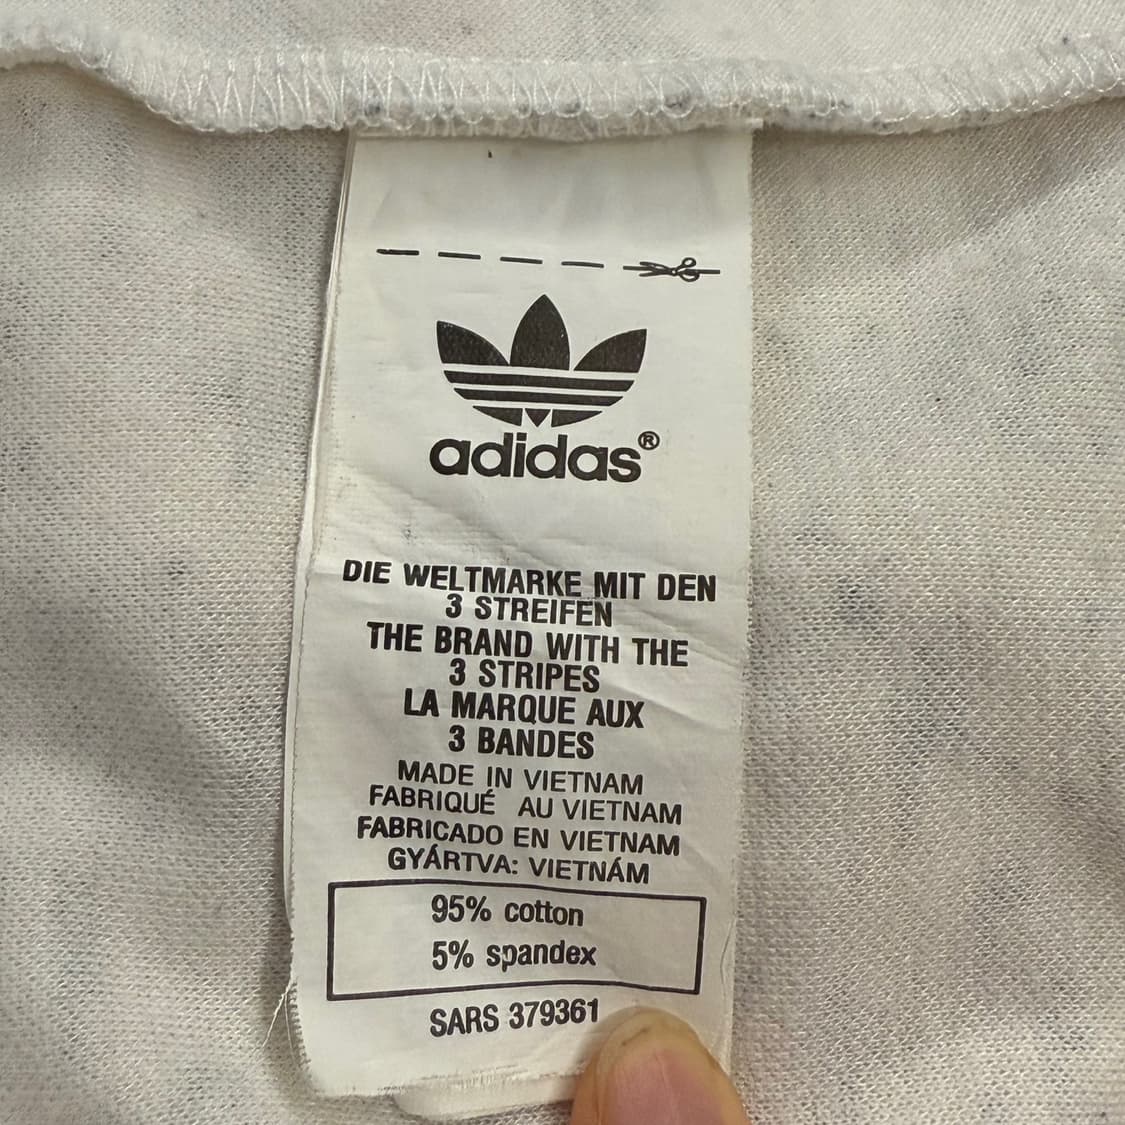 adidas®
DIE WELTMARKE MIT DEN
3 STREIFEN
THE BRAND WITH THE
3 STRIPES
LA MARQUE AUX
3 BANDES
MADE IN VIETNAM
FABRIQUÉ AU VIETNAM
FABRICADO EN VIETNAM
GYÁRTVA: VIETNÁM
95% cotton
5% spandex
SARS 379361